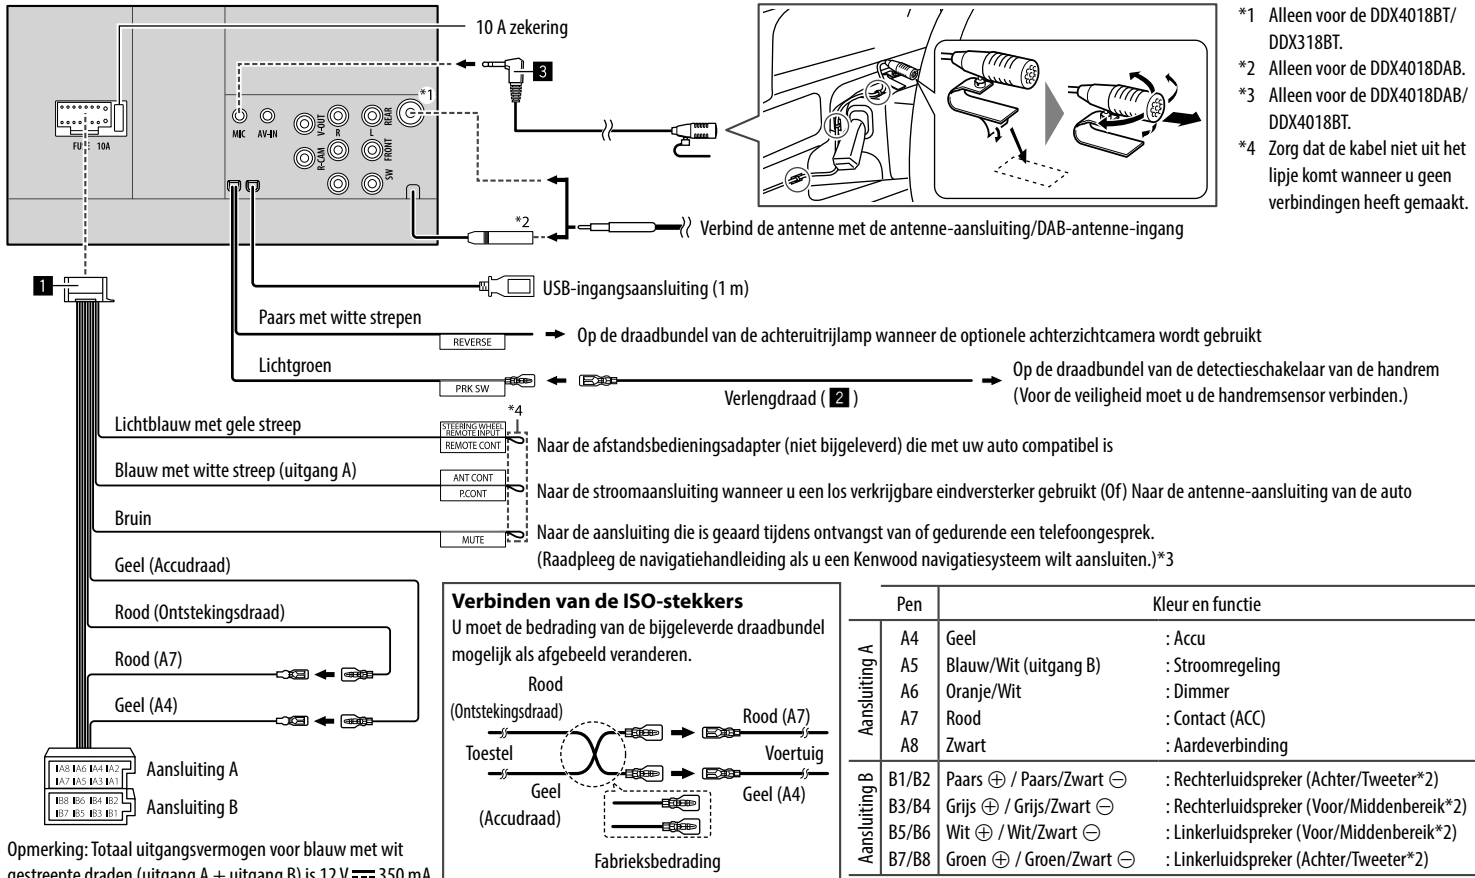 10 A zekering
3
*1
MIC
AV-IN
V-OUT
R
L
REAR
R-CAM
FRONT
SW
FUSE 10A
*2
Verbind de antenne met de antenne-aansluiting/DAB-antenne-ingang
*1 Alleen voor de DDX4018BT/
DDX318BT.
*2 Alleen voor de DDX4018DAB.
*3 Alleen voor de DDX4018DAB/
DDX4018BT.
*4 Zorg dat de kabel niet uit het
lipje komt wanneer u geen
verbindingen heeft gemaakt.
1
USB-ingangsaansluiting (1 m)
Paars met witte strepen
REVERSE
Op de draadbundel van de achteruitrijlamp wanneer de optionele achterzichtcamera wordt gebruikt
Lichtgroen
PRK SW
Verlengdraad ( 2 )
Op de draadbundel van de detectieschakelaar van de handrem
(Voor de veiligheid moet u de handremsensor verbinden.)
*4
Lichtblauw met gele streep
STEERING WHEEL
REMOTE INPUT
REMOTE CONT
Naar de afstandsbedieningsadapter (niet bijgeleverd) die met uw auto compatibel is
Blauw met witte streep (uitgang A)
ANT CONT
P.CONT
Naar de stroomaansluiting wanneer u een los verkrijgbare eindversterker gebruikt (Of) Naar de antenne-aansluiting van de auto
Bruin
MUTE
Naar de aansluiting die is geaard tijdens ontvangst van of gedurende een telefoongesprek.
(Raadpleeg de navigatiehandleiding als u een Kenwood navigatiesysteem wilt aansluiten.)*3
Geel (Accudraad)
Rood (Ontstekingsdraad)
Rood (A7)
Geel (A4)
A8 A6 A4 A2
A7 A5 A3 A1
Aansluiting A
B8 B6 B4 B2
B7 B5 B3 B1
Aansluiting B
Opmerking: Totaal uitgangsvermogen voor blauw met wit
gestreepte draden (uitgang A + uitgang B) is 12 V ⎓ 350 mA
Verbinden van de ISO-stekkers
U moet de bedrading van de bijgeleverde draadbundel
mogelijk als afgebeeld veranderen.
Rood
(Ontstekingsdraad)
Rood (A7)
Toestel
Voertuig
Geel
(Accudraad)
Geel (A4)
Fabrieksbedrading
Pen Kleur en functie
Aansluiting A
A4 Geel : Accu
A5 Blauw/Wit (uitgang B) : Stroomregeling
A6 Oranje/Wit : Dimmer
A7 Rood : Contact (ACC)
A8 Zwart : Aardeverbinding
Aansluiting B
B1/B2 Paars ⊕ / Paars/Zwart ⊖ : Rechterluidspreker (Achter/Tweeter*2)
B3/B4 Grijs ⊕ / Grijs/Zwart ⊖ : Rechterluidspreker (Voor/Middenbereik*2)
B5/B6 Wit ⊕ / Wit/Zwart ⊖ : Linkerluidspreker (Voor/Middenbereik*2)
B7/B8 Groen ⊕ / Groen/Zwart ⊖ : Linkerluidspreker (Achter/Tweeter*2)